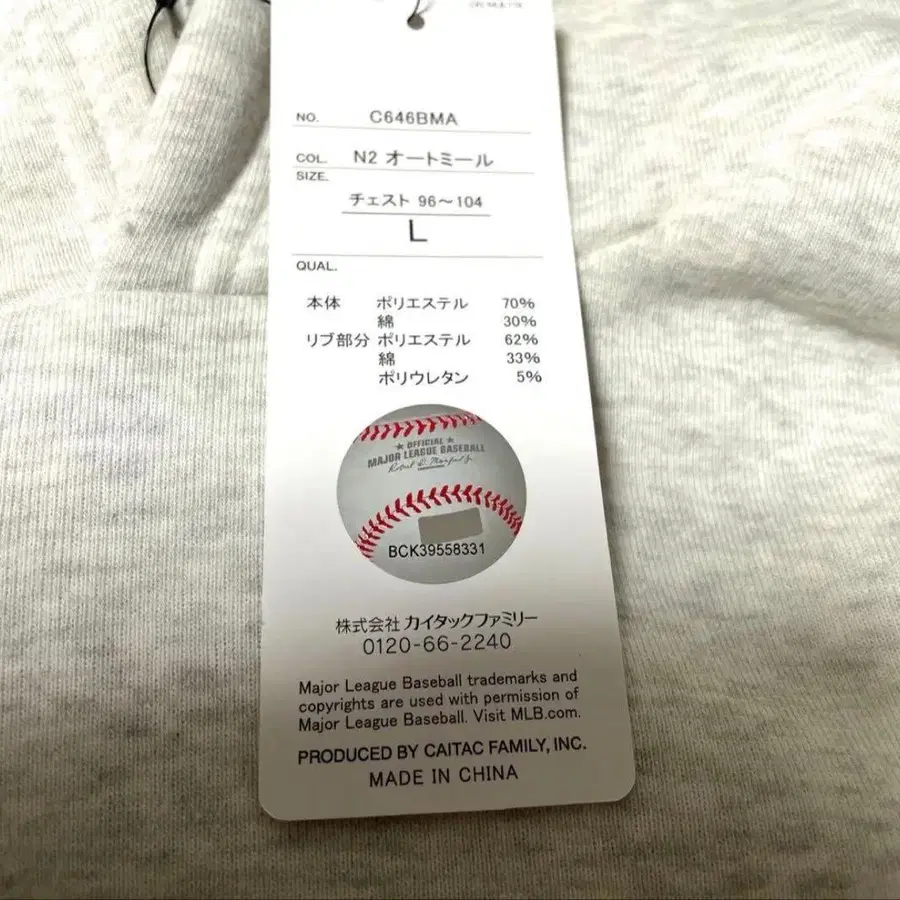 NO. C646BMA
COL. N2 オートミール
SIZE.
チェスト 96～104
L
QUAL.
本体 ポリエステル 70%
綿 30%
リブ部分 ポリエステル 62%
綿 33%
ポリウレタン 5%
★ OFFICIAL ★
MAJOR LEAGUE BASEBALL
BCK39558331
株式会社 カイタックファミリー
0120-66-2240
Major League Baseball trademarks and
copyrights are used with permission of
Major League Baseball. Visit MLB.com.
PRODUCED BY CAITAC FAMILY, INC.
MADE IN CHINA